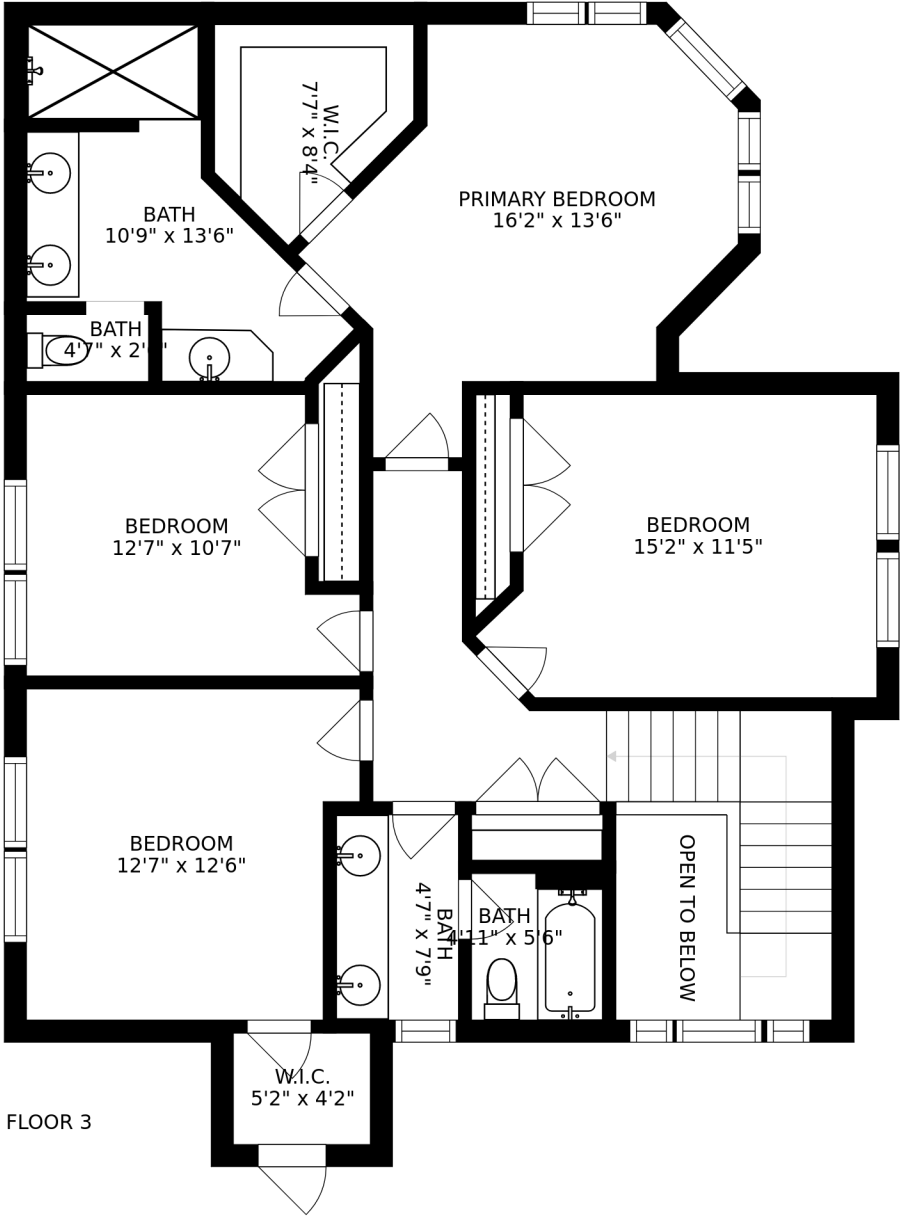 W.I.C.
7'7" x 8'4"
PRIMARY BEDROOM
16'2" x 13'6"
BATH
10'9" x 13'6"
BATH
4'7" x 2'
BEDROOM
12'7" x 10'7"
BEDROOM
15'2" x 11'5"
BEDROOM
12'7" x 12'6"
BATH
4'7" x 7'9"
BATH
4'11" x 5'6"
OPEN TO BELOW
W.I.C.
5'2" x 4'2"
FLOOR 3